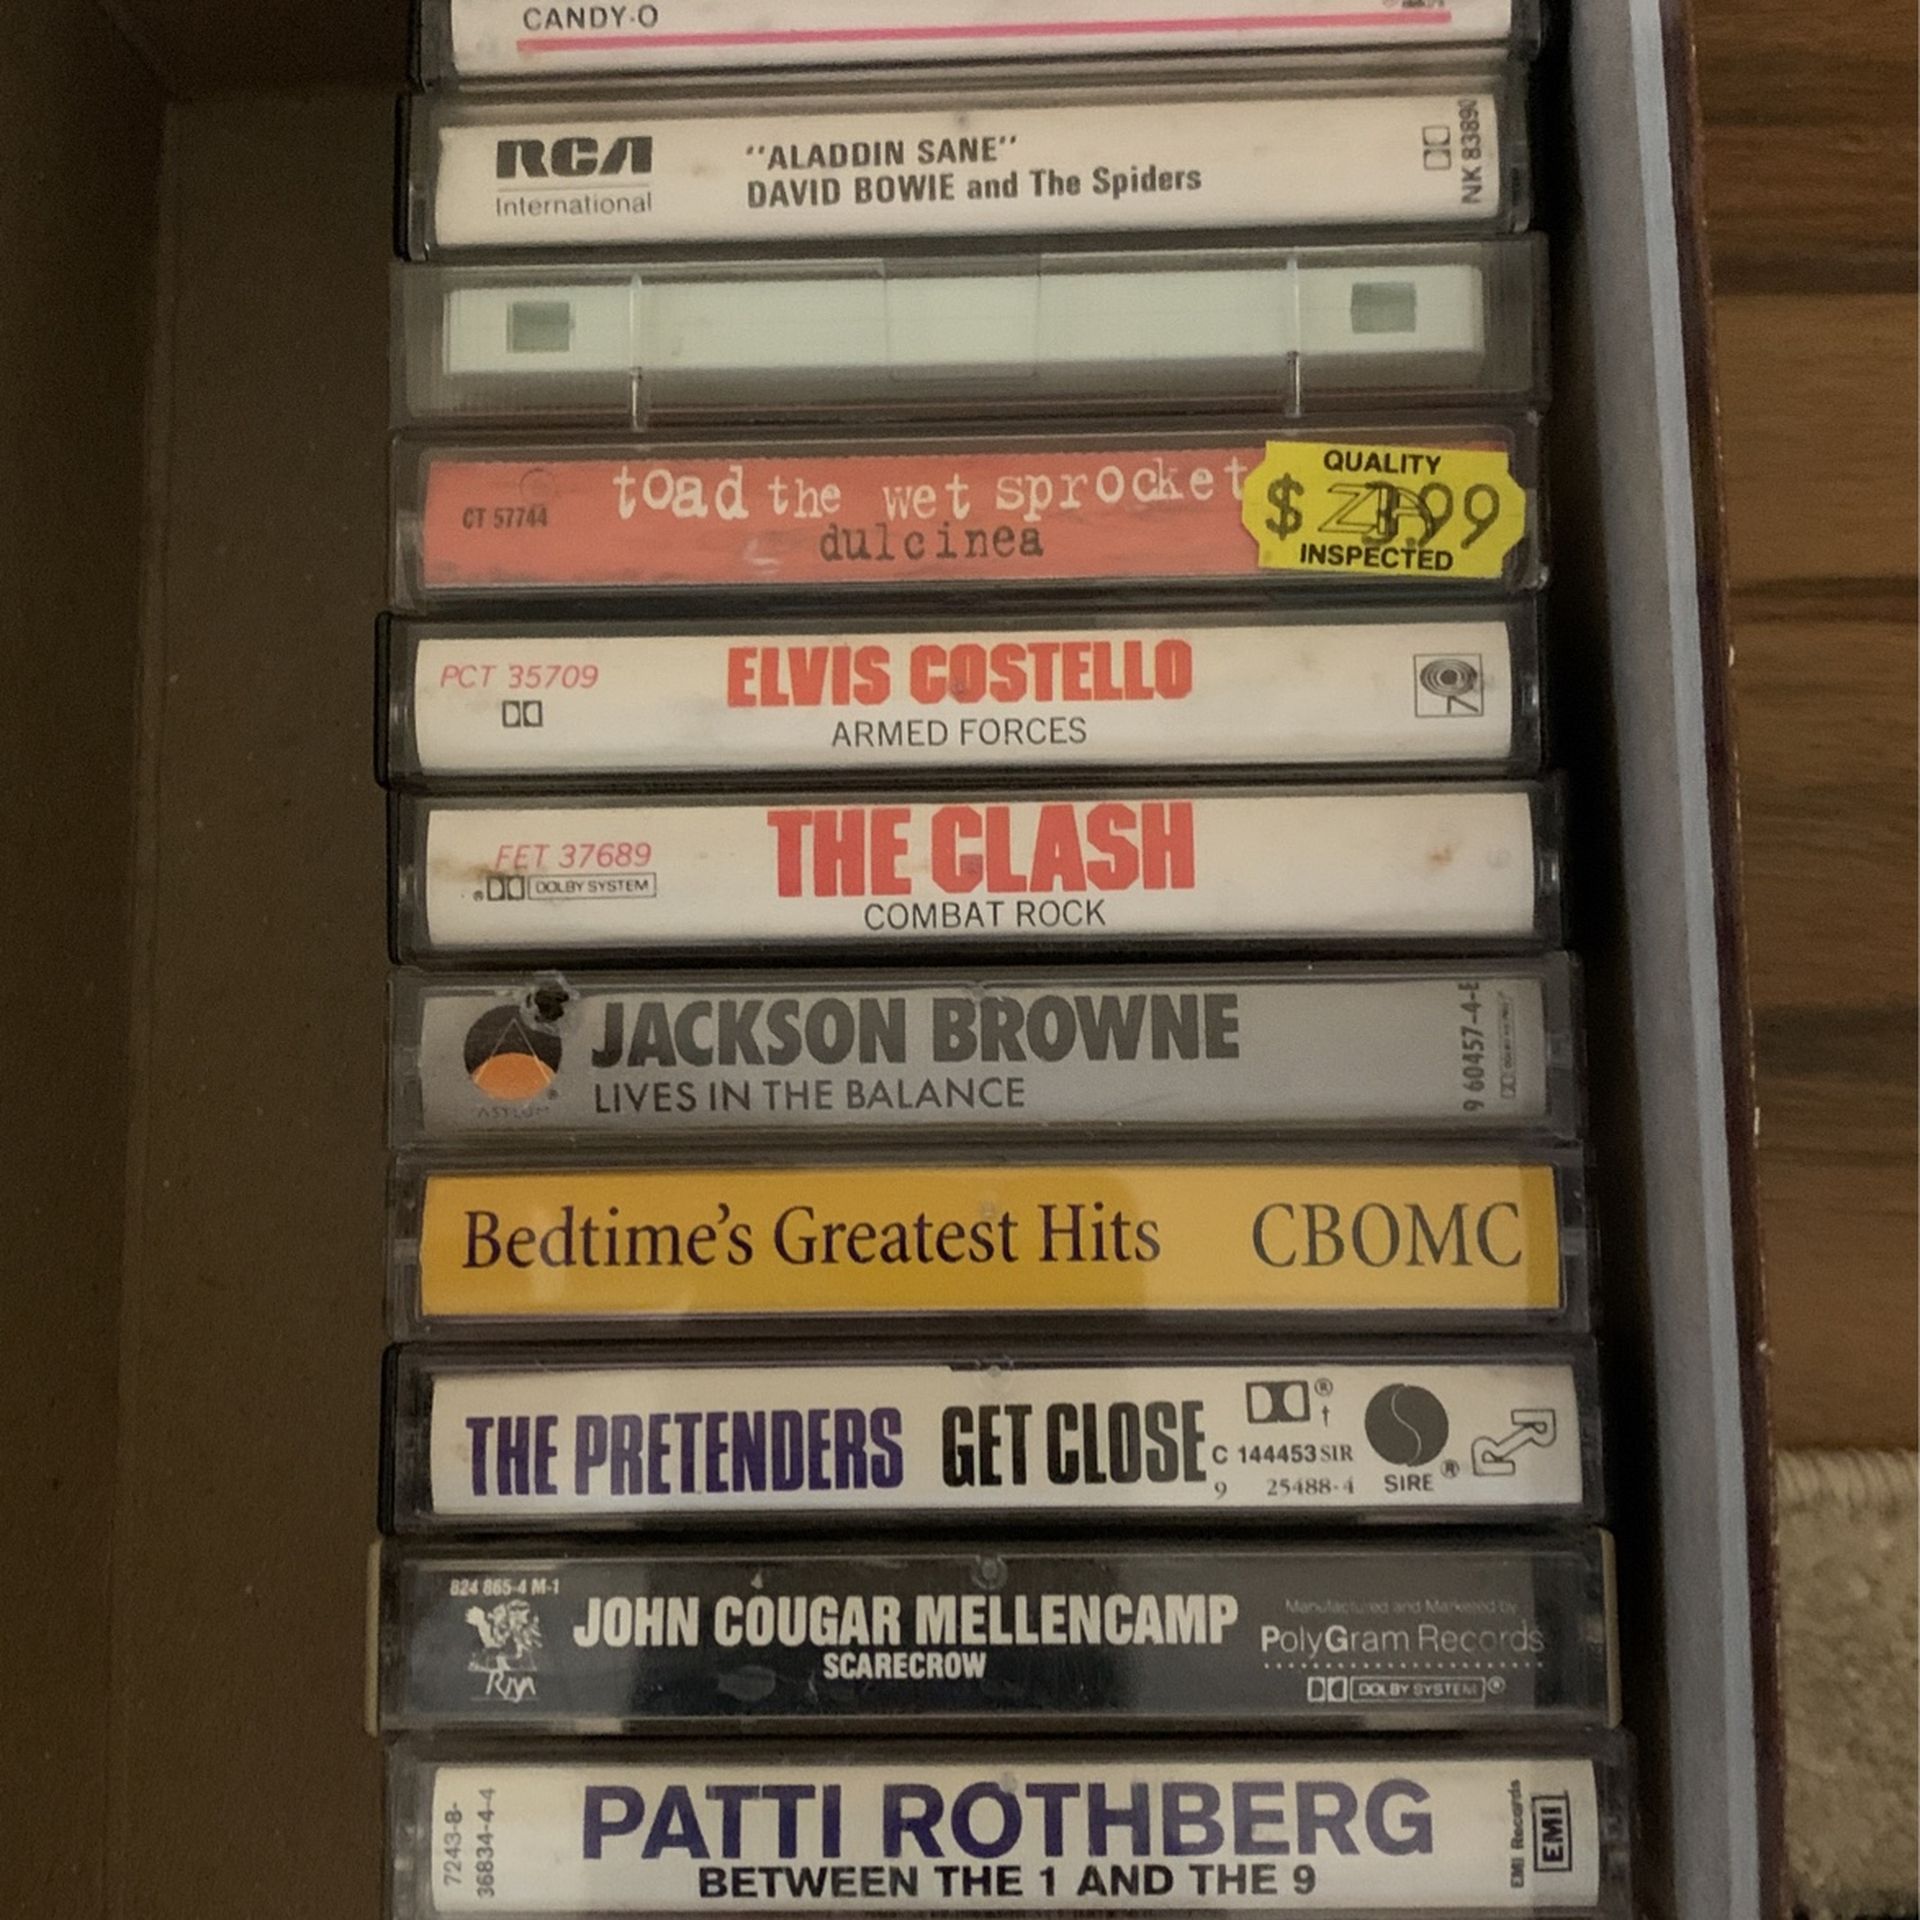 CANDY-O
RCA
International
"ALADDIN SANE"
DAVID BOWIE and The Spiders
NK 83890
CT 57744
toad the wet sprocket
dulcinea
QUALITY
$ 3.99
INSPECTED
PCT 35709
ELVIS COSTELLO
ARMED FORCES
FET 37689
DOLBY SYSTEM
THE CLASH
COMBAT ROCK
ASYLUM
JACKSON BROWNE
LIVES IN THE BALANCE
9 60457-4-E
Bedtime's Greatest Hits CBOMC
THE PRETENDERS GET CLOSE
C 144453 SIR
9 25488-4
SIRE ®
824 865-4 M-1
RIVA
JOHN COUGAR MELLENCAMP
SCARECROW
Manufactured and Marketed by
PolyGram Records
DOLBY SYSTEM ®
7243-8-
36834-4-4
PATTI ROTHBERG
BETWEEN THE 1 AND THE 9
EMI Records
EMI